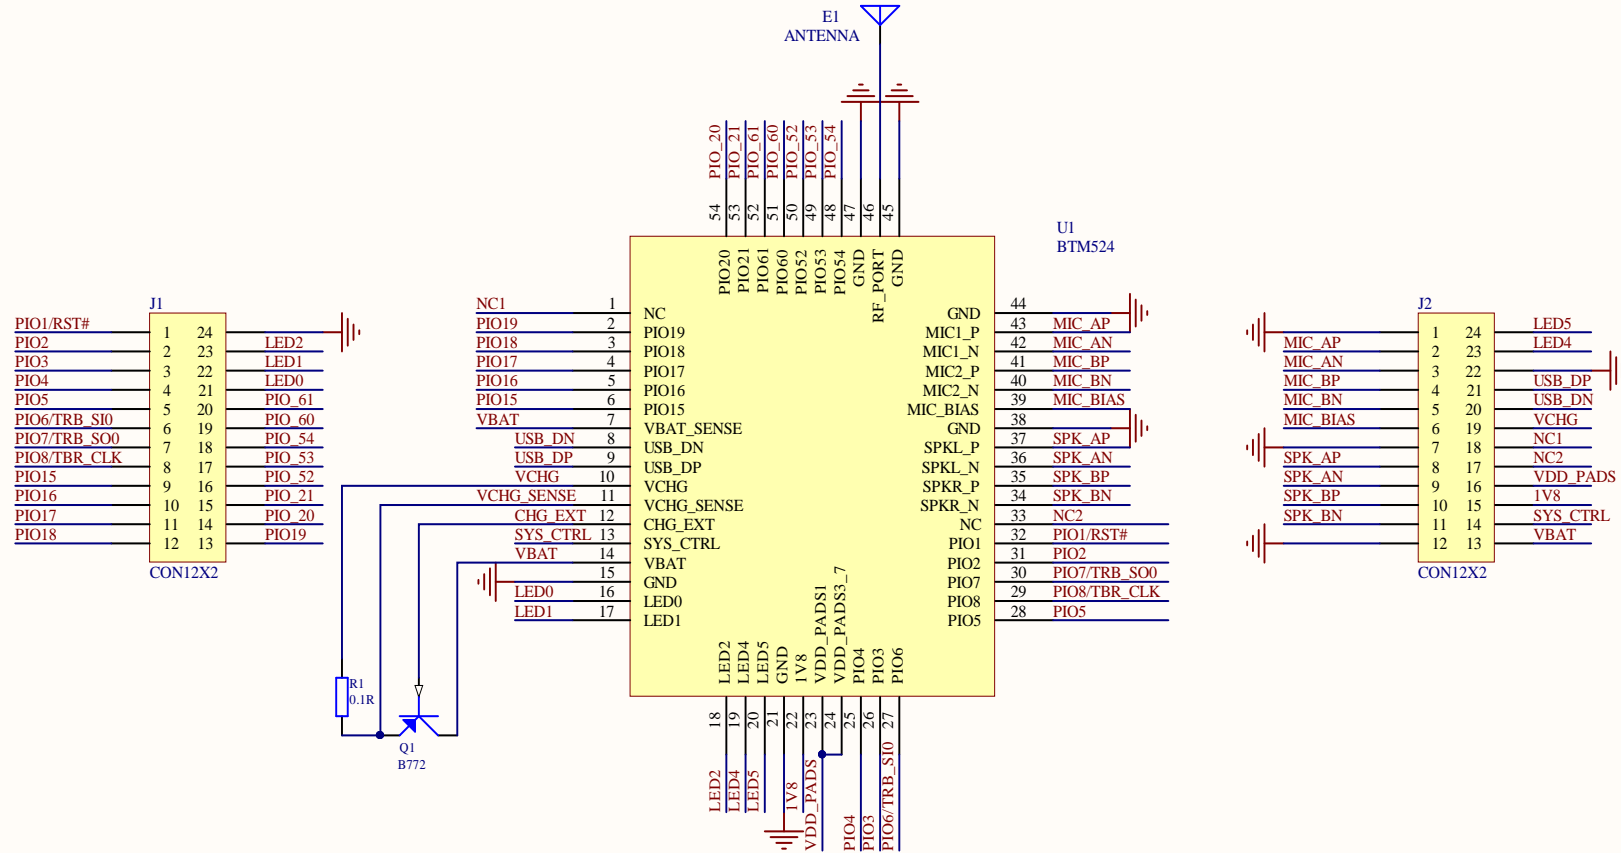 E1
ANTENNA
PIO_20
PIO_21
PIO_61
PIO_60
PIO_52
PIO_53
PIO_54
54
53
52
51
50
49
48
47
46
45
U1
BTM524
PIO20
PIO21
PIO61
PIO60
PIO52
PIO53
PIO54
GND
RF_PORT
GND
J1
PIO1/RST# 1 24
PIO2 2 23 LED2
PIO3 3 22 LED1
PIO4 4 21 LED0
PIO5 5 20 PIO_61
PIO6/TRB_SI0 6 19 PIO_60
PIO7/TRB_SO0 7 18 PIO_54
PIO8/TBR_CLK 8 17 PIO_53
PIO15 9 16 PIO_52
PIO16 10 15 PIO_21
PIO17 11 14 PIO_20
PIO18 12 13 PIO19
CON12X2
NC1 1 NC
PIO19 2 PIO19
PIO18 3 PIO18
PIO17 4 PIO17
PIO16 5 PIO16
PIO15 6 PIO15
VBAT 7 VBAT_SENSE
USB_DN 8 USB_DN
USB_DP 9 USB_DP
VCHG 10 VCHG
VCHG_SENSE 11 VCHG_SENSE
CHG_EXT 12 CHG_EXT
SYS_CTRL 13 SYS_CTRL
VBAT 14 VBAT
15 GND
LED0 16 LED0
LED1 17 LED1
GND 44
MIC1_P 43 MIC_AP
MIC1_N 42 MIC_AN
MIC2_P 41 MIC_BP
MIC2_N 40 MIC_BN
MIC_BIAS 39 MIC_BIAS
GND 38
SPKL_P 37 SPK_AP
SPKL_N 36 SPK_AN
SPKR_P 35 SPK_BP
SPKR_N 34 SPK_BN
NC 33 NC2
PIO1 32 PIO1/RST#
PIO2 31 PIO2
PIO7 30 PIO7/TRB_SO0
PIO8 29 PIO8/TBR_CLK
PIO5 28 PIO5
J2
1 24 LED5
MIC_AP 2 23 LED4
MIC_AN 3 22
MIC_BP 4 21 USB_DP
MIC_BN 5 20 USB_DN
MIC_BIAS 6 19 VCHG
7 18 NC1
SPK_AP 8 17 NC2
SPK_AN 9 16 VDD_PADS
SPK_BP 10 15 1V8
SPK_BN 11 14 SYS_CTRL
12 13 VBAT
CON12X2
LED2
LED4
LED5
GND
1V8
VDD_PADS1
VDD_PADS3_7
PIO4
PIO3
PIO6
18
19
20
21
22
23
24
25
26
27
LED2
LED4
LED5
1V8
VDD_PADS
PIO4
PIO3
PIO6/TRB_SI0
R1
0.1R
Q1
B772